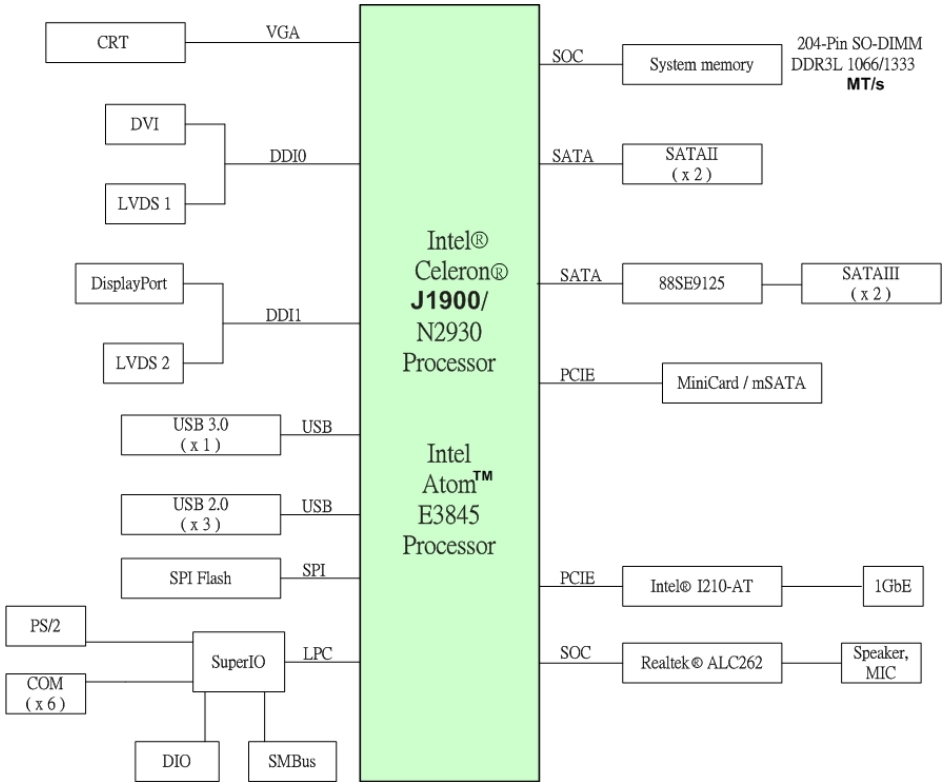 CRT
VGA
DVI
DDI0
LVDS 1
DisplayPort
DDI1
LVDS 2
USB 3.0
( x 1 )
USB
USB 2.0
( x 3 )
USB
SPI Flash
SPI
PS/2
SuperIO
LPC
COM
( x 6 )
DIO
SMBus
Intel®
Celeron®
J1900/
N2930
Processor
Intel
Atom™
E3845
Processor
SOC
System memory
204-Pin SO-DIMM
DDR3L 1066/1333
MT/s
SATA
SATAII
( x 2 )
SATA
88SE9125
SATAIII
( x 2 )
PCIE
MiniCard / mSATA
PCIE
Intel® I210-AT
1GbE
SOC
Realtek® ALC262
Speaker,
MIC